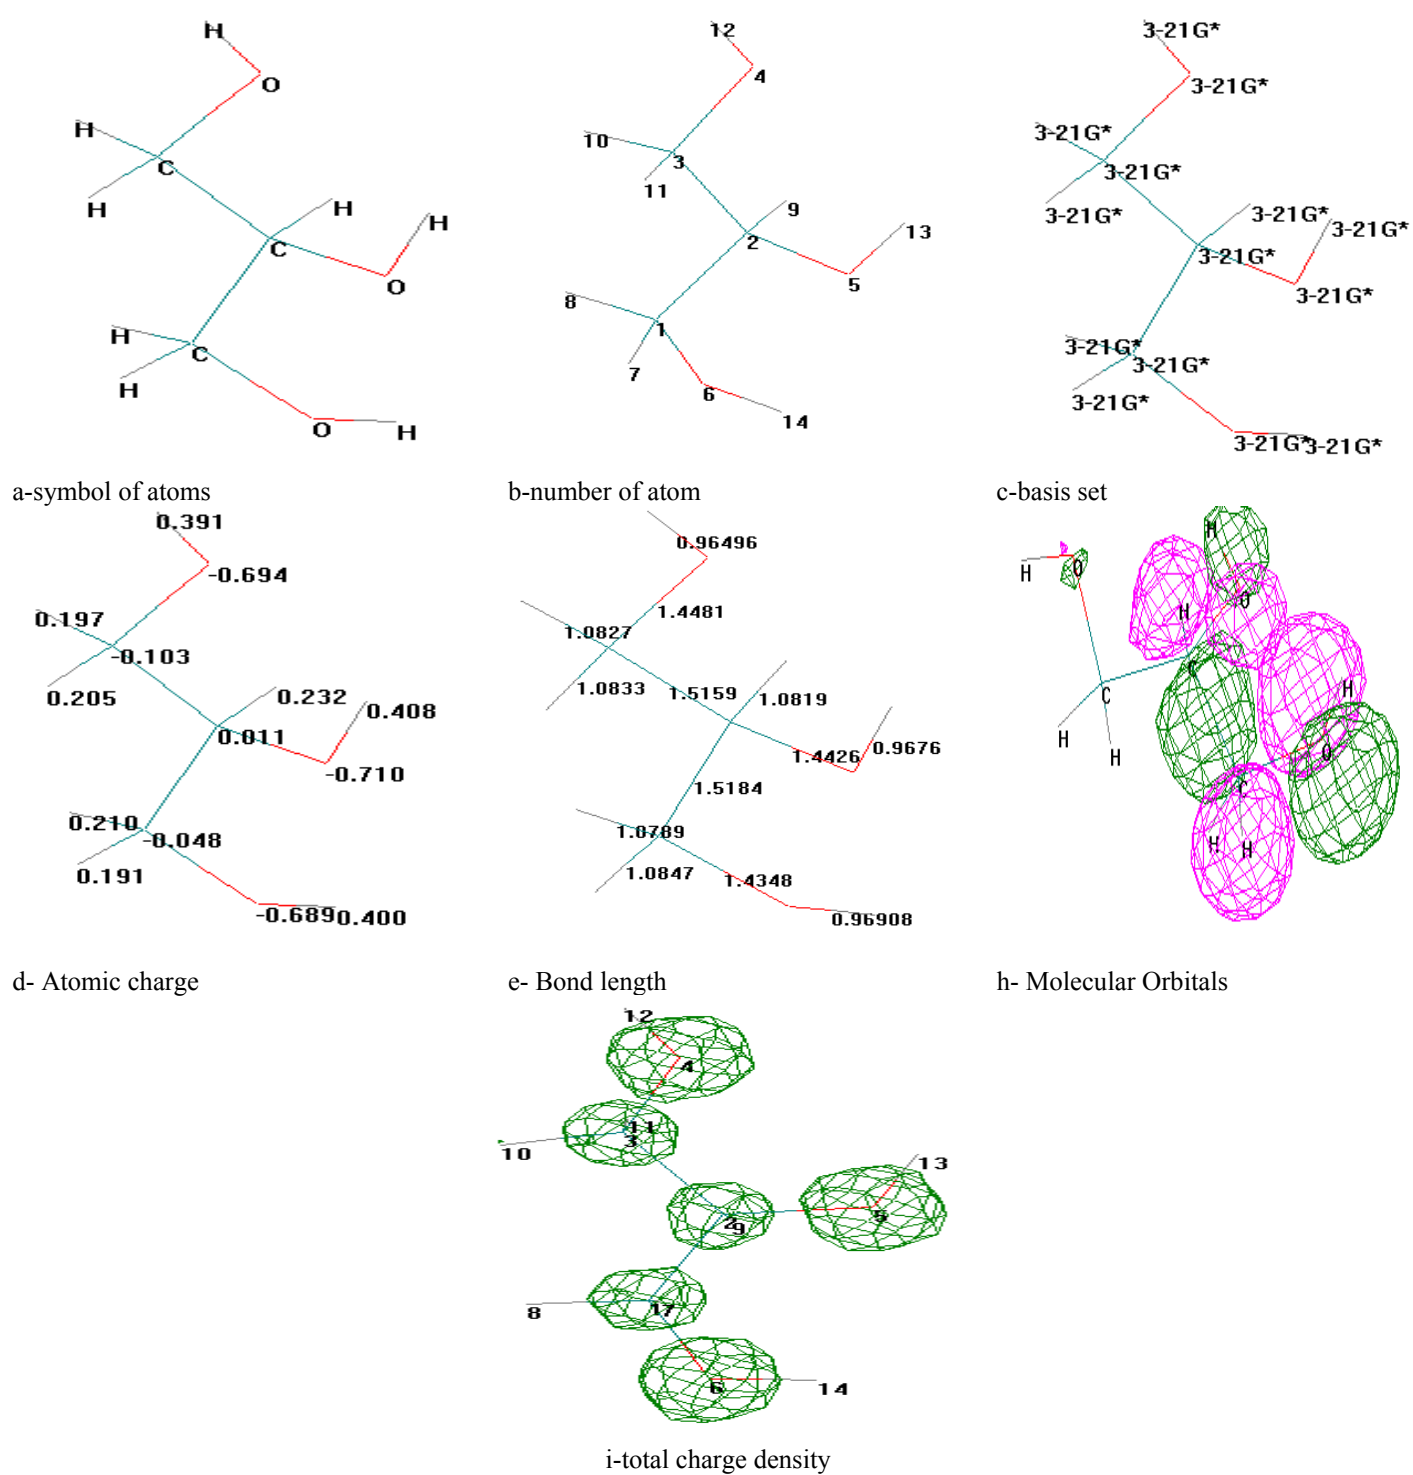 H
O
H
C
H
H
H
C
O
H
C
H
O
H
a-symbol of atoms
12
4
10
3
11
9
13
2
5
8
1
7
6
14
b-number of atom
3-21G*
3-21G*
3-21G*
3-21G*
3-21G*
3-21G*
3-21G*
3-21G*
3-21G*
3-21G*
3-21G*
3-21G*
3-21G*
3-21G*
c-basis set
0.391
-0.694
0.197
-0.103
0.205
0.232
0.408
0.011
-0.710
0.210
-0.048
0.191
-0.689
0.400
d- Atomic charge
0.96496
1.4481
1.0827
1.0833
1.5159
1.0819
1.4426
0.9676
1.5184
1.0789
1.0847
1.4348
0.96908
e- Bond length
H
H
O
O
H
C
C
H
H
H
O
C
H
H
h- Molecular Orbitals
12
4
11
3
10
13
2
9
5
8
17
6
14
i-total charge density